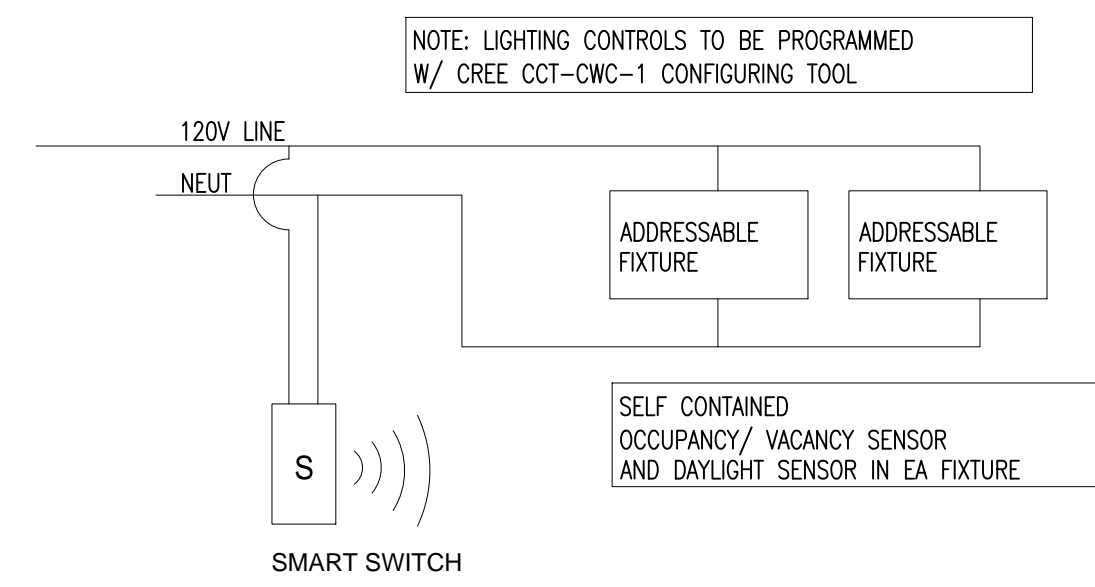 NOTE: LIGHTING CONTROLS TO BE PROGRAMMED
W/ CREE CCT-CWC-1 CONFIGURING TOOL
120V LINE
NEUT
ADDRESSABLE
FIXTURE
ADDRESSABLE
FIXTURE
SELF CONTAINED
OCCUPANCY/ VACANCY SENSOR
AND DAYLIGHT SENSOR IN EA FIXTURE
S
SMART SWITCH